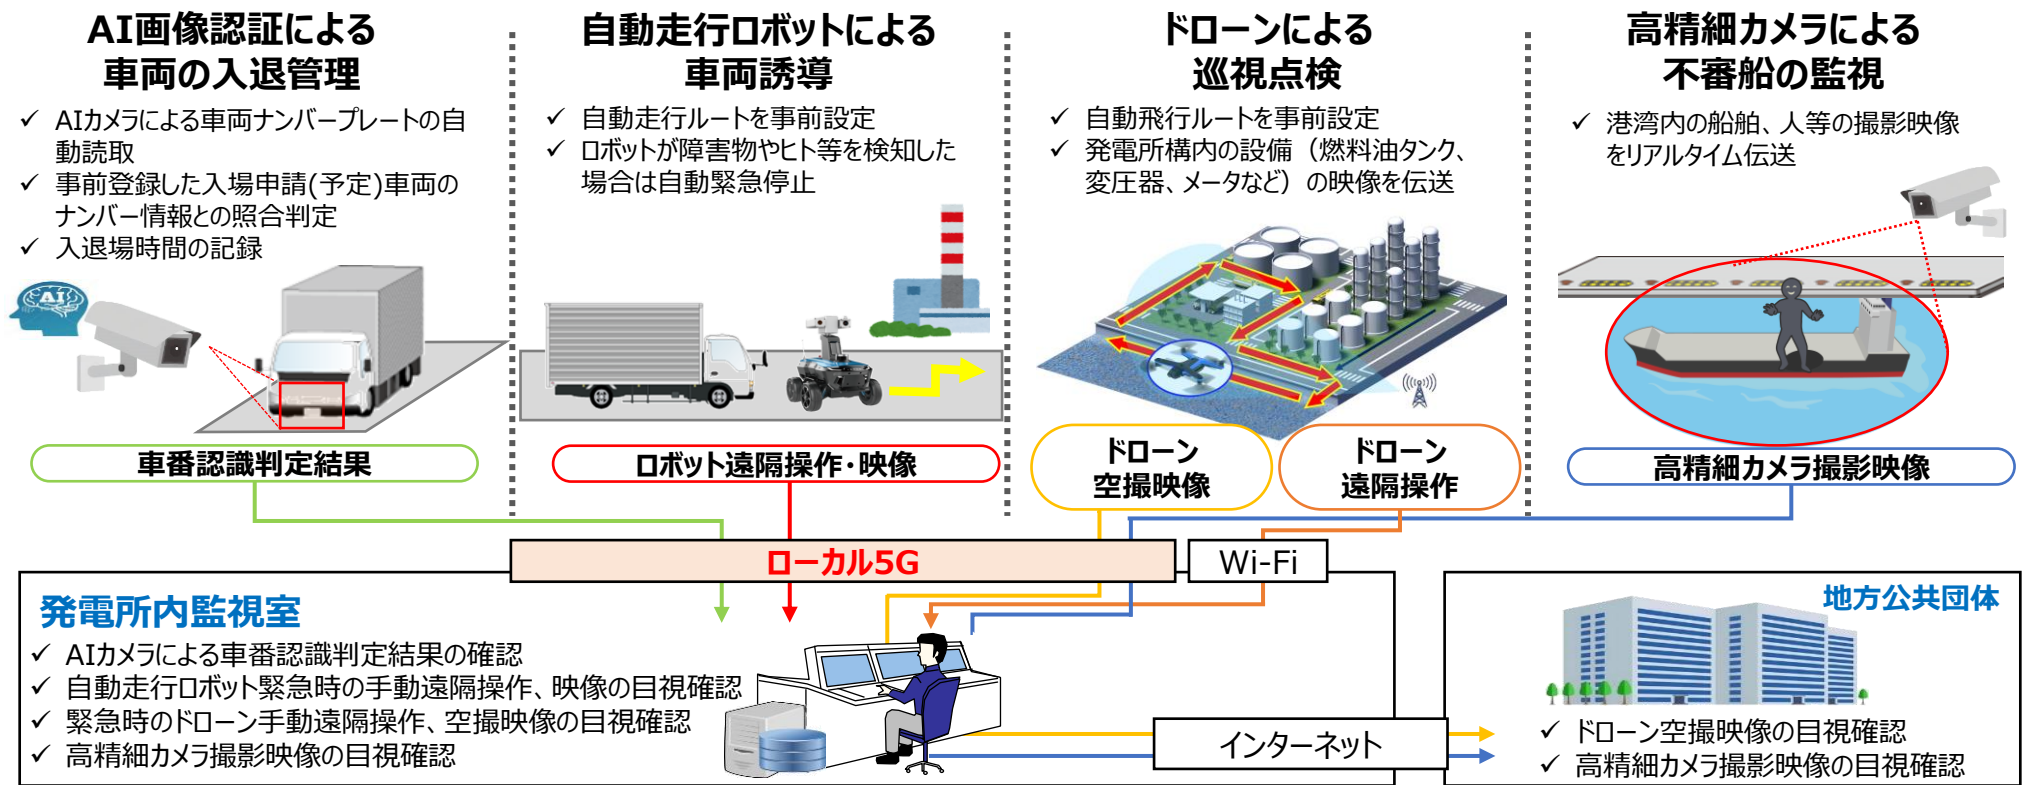 AI画像認証による
車両の入退管理
✓ AIカメラによる車両ナンバープレートの自
動読取
✓ 事前登録した入場申請(予定)車両の
ナンバー情報との照合判定
✓ 入退場時間の記録
AI
車番認識判定結果
自動走行ロボットによる
車両誘導
✓ 自動走行ルートを事前設定
✓ ロボットが障害物やヒト等を検知した
場合は自動緊急停止
ロボット遠隔操作・映像
ドローンによる
巡視点検
✓ 自動飛行ルートを事前設定
✓ 発電所構内の設備（燃料油タンク、
変圧器、メータなど）の映像を伝送
ドローン
空撮映像
ドローン
遠隔操作
高精細カメラによる
不審船の監視
✓ 港湾内の船舶、人等の撮影映像
をリアルタイム伝送
高精細カメラ撮影映像
ローカル5G
Wi-Fi
発電所内監視室
✓ AIカメラによる車番認識判定結果の確認
✓ 自動走行ロボット緊急時の手動遠隔操作、映像の目視確認
✓ 緊急時のドローン手動遠隔操作、空撮映像の目視確認
✓ 高精細カメラ撮影映像の目視確認
インターネット
地方公共団体
✓ ドローン空撮映像の目視確認
✓ 高精細カメラ撮影映像の目視確認